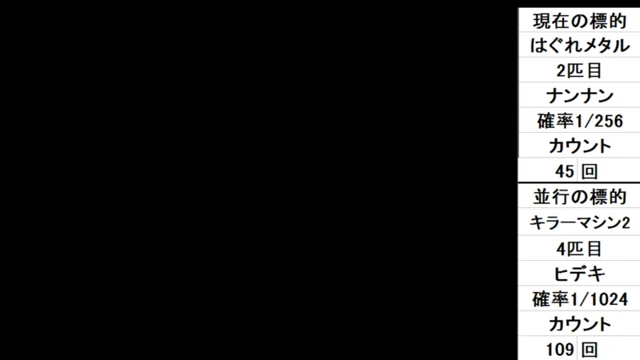 現在の標的
はぐれメタル
2匹目
ナンナン
確率1/256
カウント
45 回
並行の標的
キラーマシン2
4匹目
ヒデキ
確率1/1024
カウント
109 回